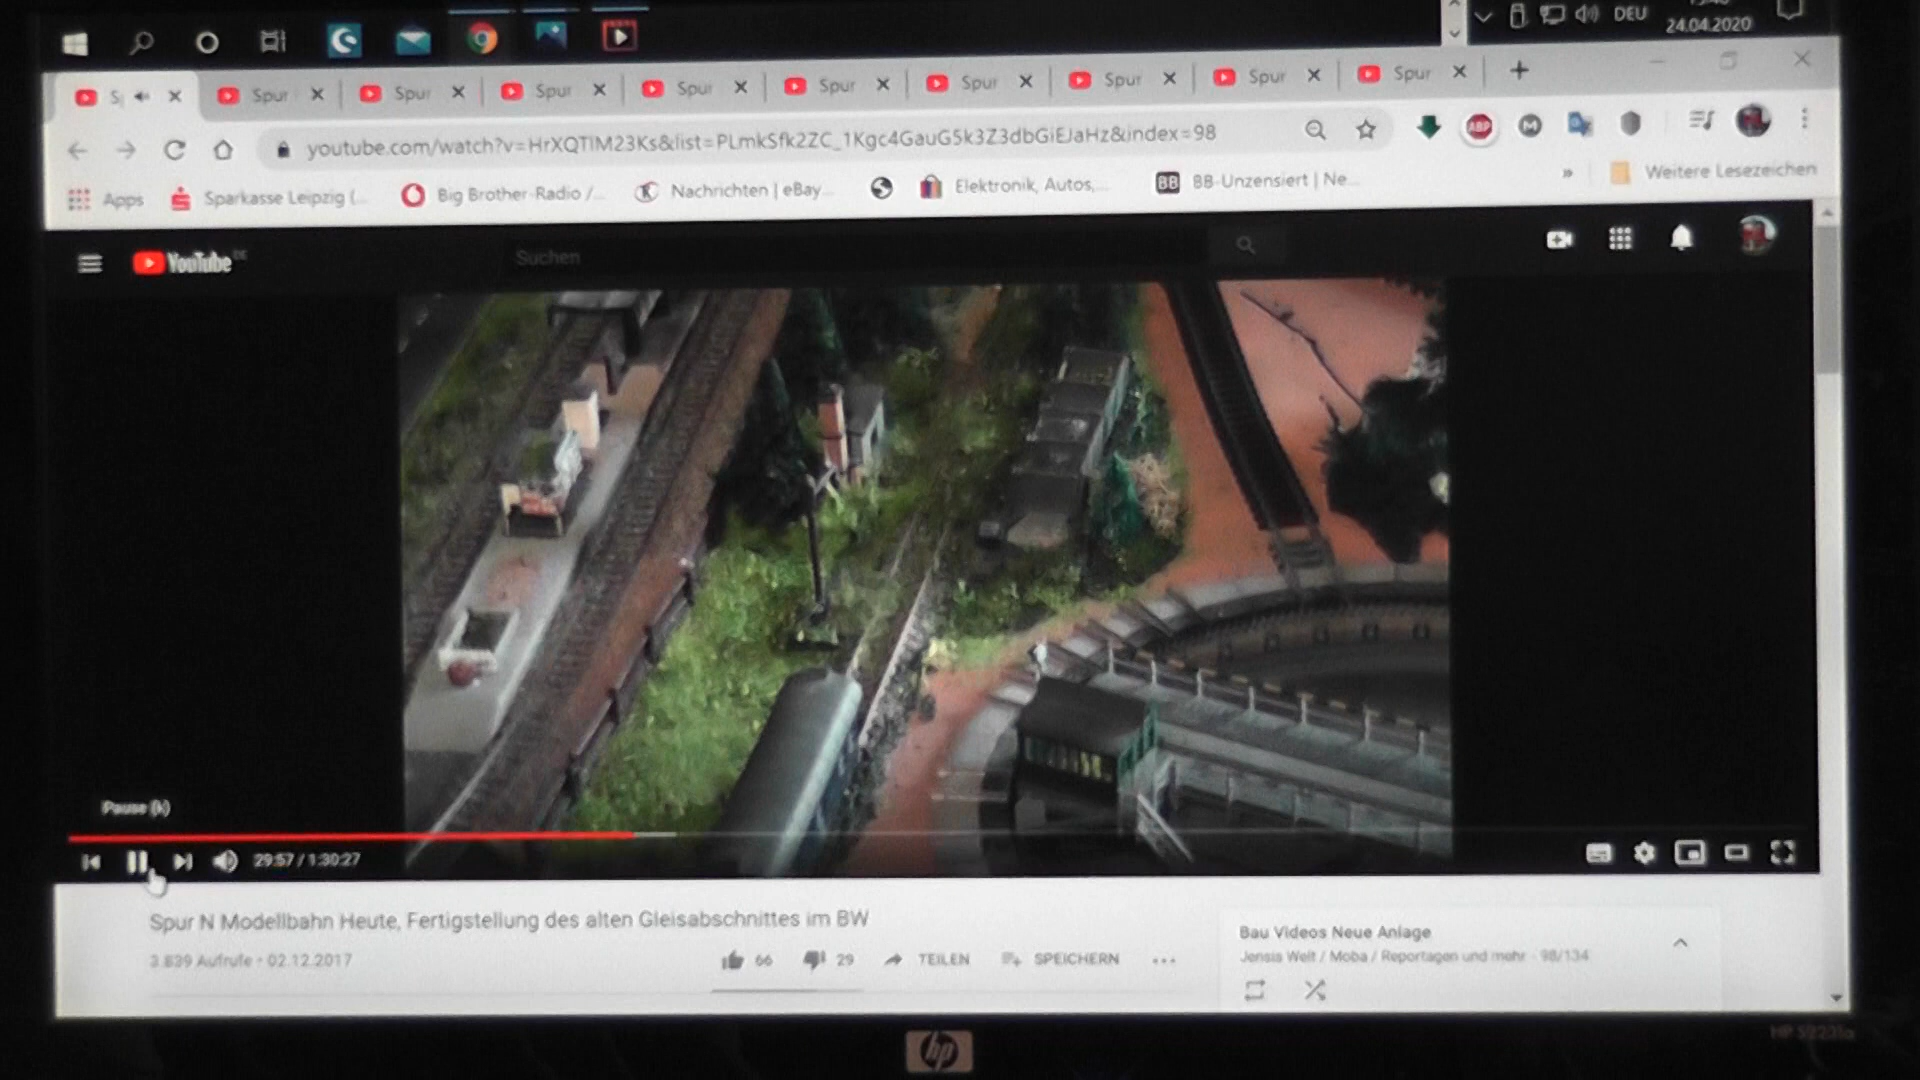 DEU
24.04.2020
S
Spur
Spur
Spur
Spur
Spur
Spur
Spur
Spur
Spur
youtube.com/watch?v=HrXQTIM23Ks&list=PLmkSfk2ZC_1Kgc4GauG5k3Z3dbGiEJaHz&index=98
ABP
M
Apps
Sparkasse Leipzig (...
Big Brother-Radio /...
Nachrichten | eBay...
Elektronik, Autos,...
BB
BB-Unzensiert | Ne...
»
Weitere Lesezeichen
YouTube DE
Suchen
Pause (k)
29:57 / 1:30:27
Spur N Modellbahn Heute, Fertigstellung des alten Gleisabschnittes im BW
3.839 Aufrufe • 02.12.2017
66
29
TEILEN
SPEICHERN
Bau Videos Neue Anlage
Jensis Welt / Moba / Reportagen und mehr - 98/134
hp